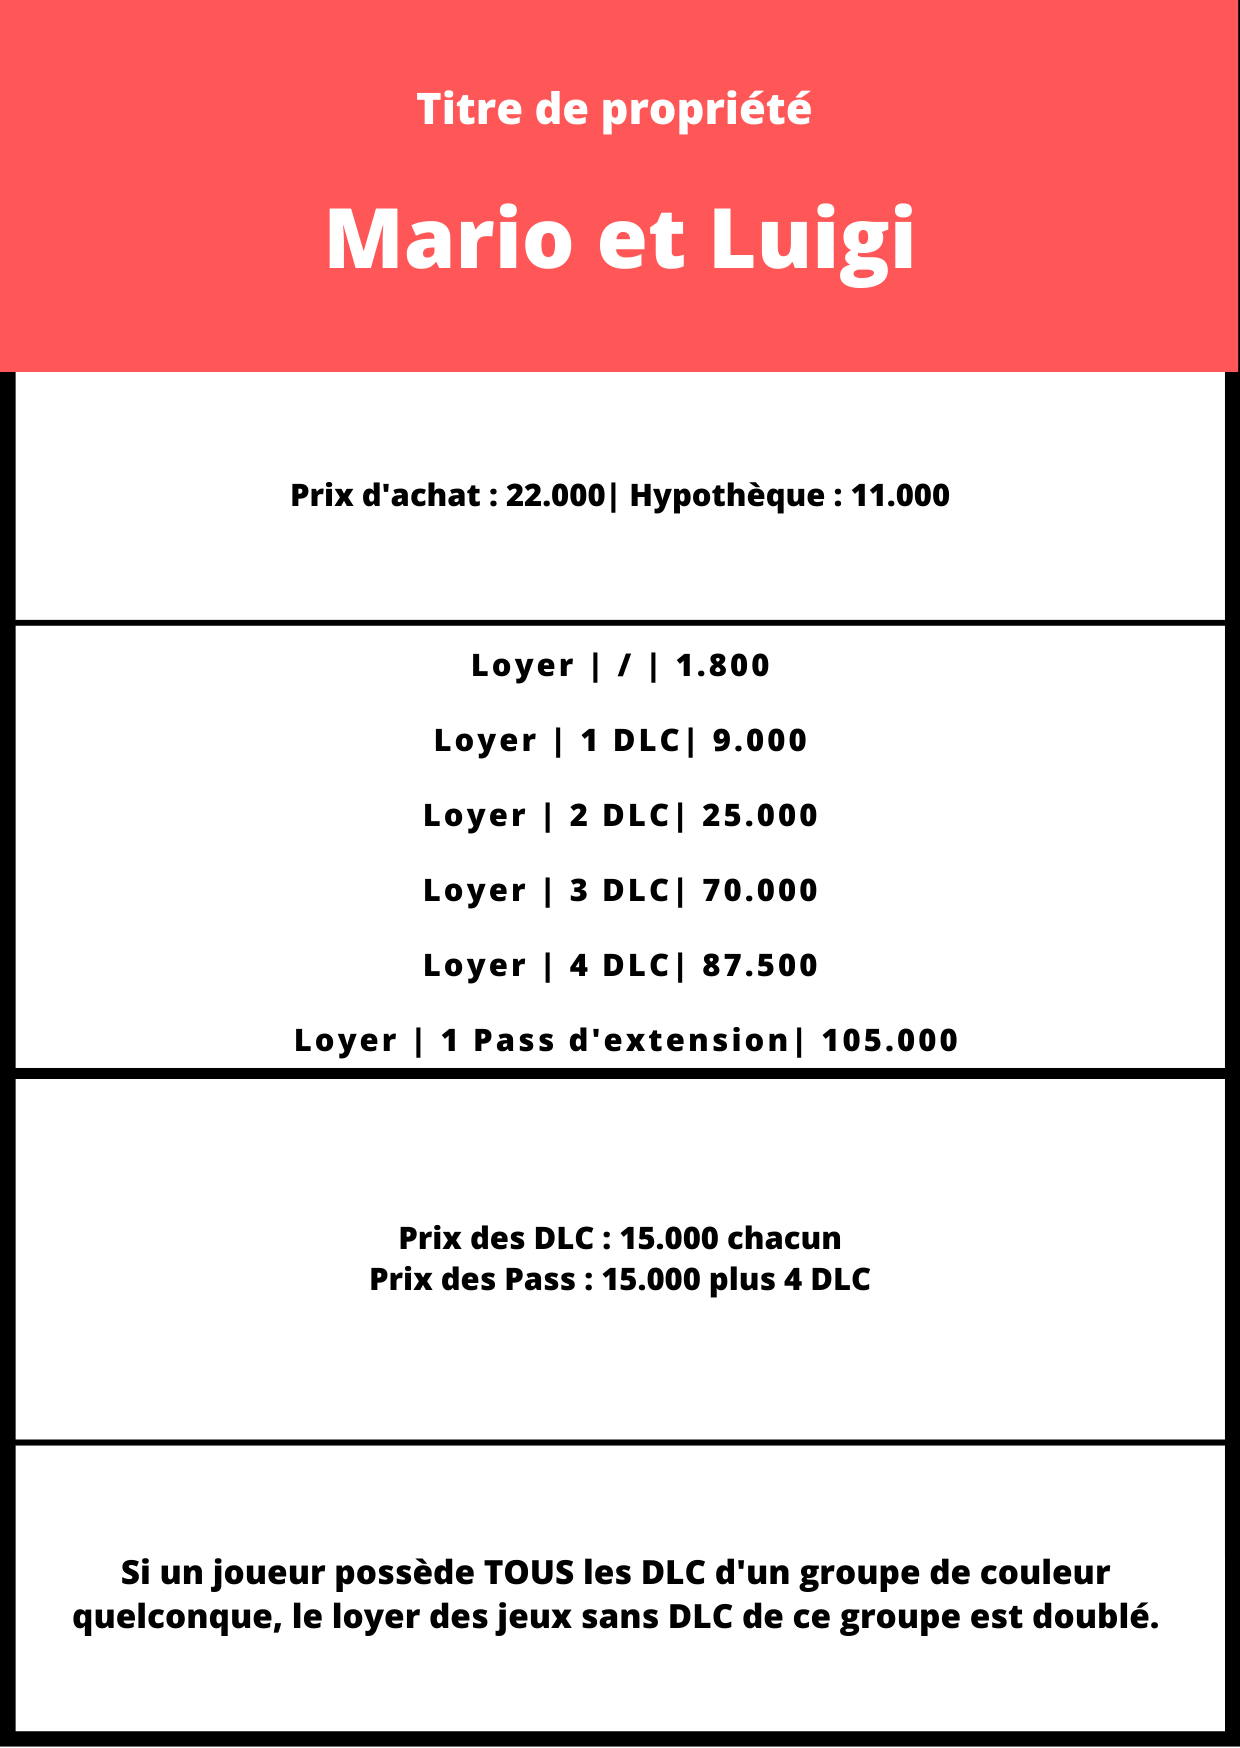 Titre de propriété
Mario et Luigi
Prix d'achat : 22.000| Hypothèque : 11.000
Loyer | / | 1.800
Loyer | 1 DLC| 9.000
Loyer | 2 DLC| 25.000
Loyer | 3 DLC| 70.000
Loyer | 4 DLC| 87.500
Loyer | 1 Pass d'extension| 105.000
Prix des DLC : 15.000 chacun
Prix des Pass : 15.000 plus 4 DLC
Si un joueur possède TOUS les DLC d'un groupe de couleur
quelconque, le loyer des jeux sans DLC de ce groupe est doublé.